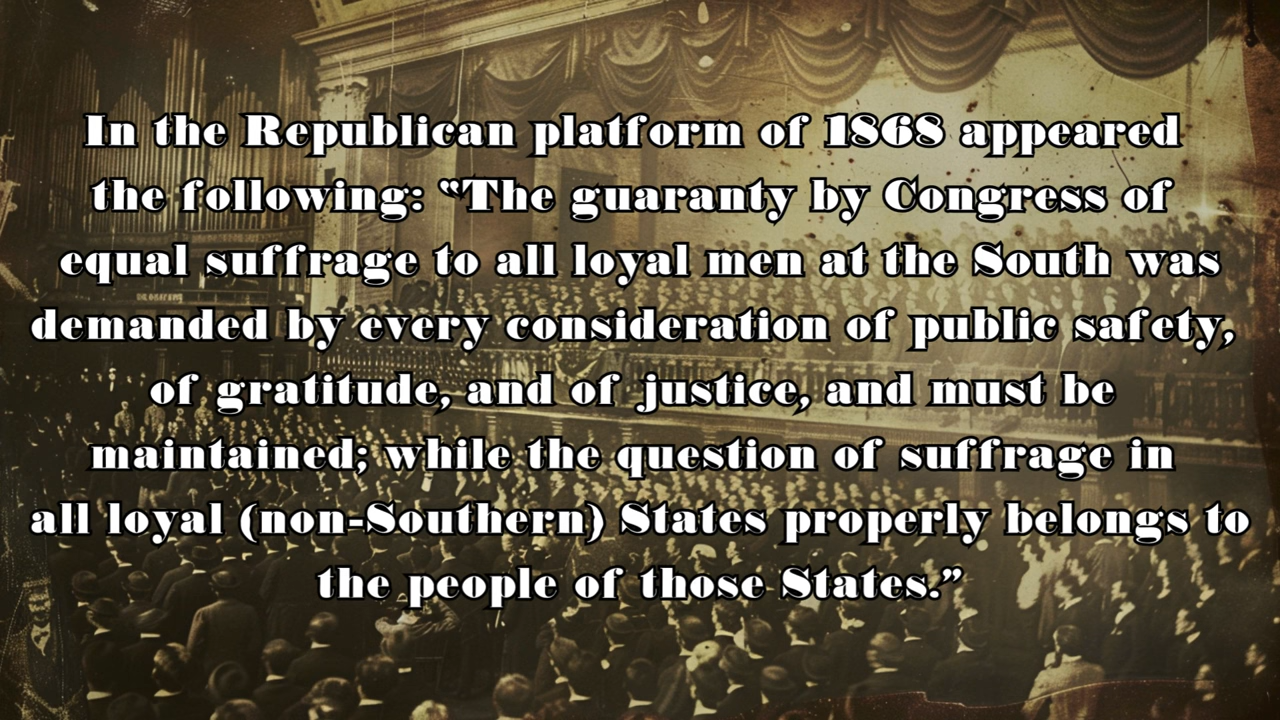 In the Republican platform of 1868 appeared
the following: “The guaranty by Congress of
equal suffrage to all loyal men at the South was
demanded by every consideration of public safety,
of gratitude, and of justice, and must be
maintained; while the question of suffrage in
all loyal (non-Southern) States properly belongs to
the people of those States.”